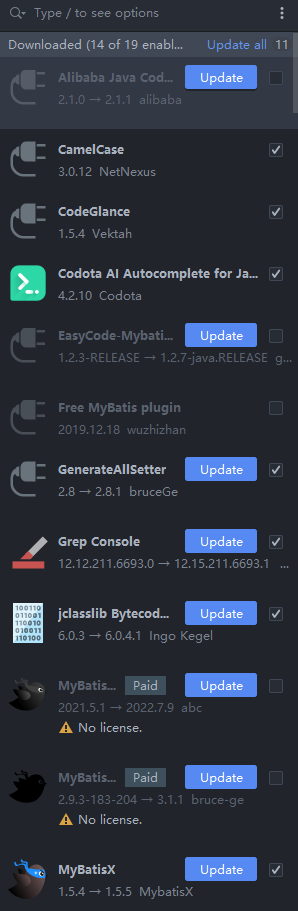 Type / to see options
Downloaded (14 of 19 enabl... Update all 11
Alibaba Java Cod... Update
2.1.0 → 2.1.1 alibaba
CamelCase
3.0.12 NetNexus
CodeGlance
1.5.4 Vektah
Codota AI Autocomplete for Ja...
4.2.10 Codota
EasyCode-Mybati... Update
1.2.3-RELEASE → 1.2.7-java.RELEASE g...
Free MyBatis plugin
2019.12.18 wuzhizhan
GenerateAllSetter Update
2.8 → 2.8.1 bruceGe
Grep Console Update
12.12.211.6693.0 → 12.15.211.6693.1 ...
jclasslib Bytecod... Update
6.0.3 → 6.0.4.1 Ingo Kegel
MyBatis... Paid Update
2021.5.1 → 2022.7.9 abc
No license.
MyBatis... Paid Update
2.9.3-183-204 → 3.1.1 bruce-ge
No license.
MyBatisX Update
1.5.4 → 1.5.5 MybatisX